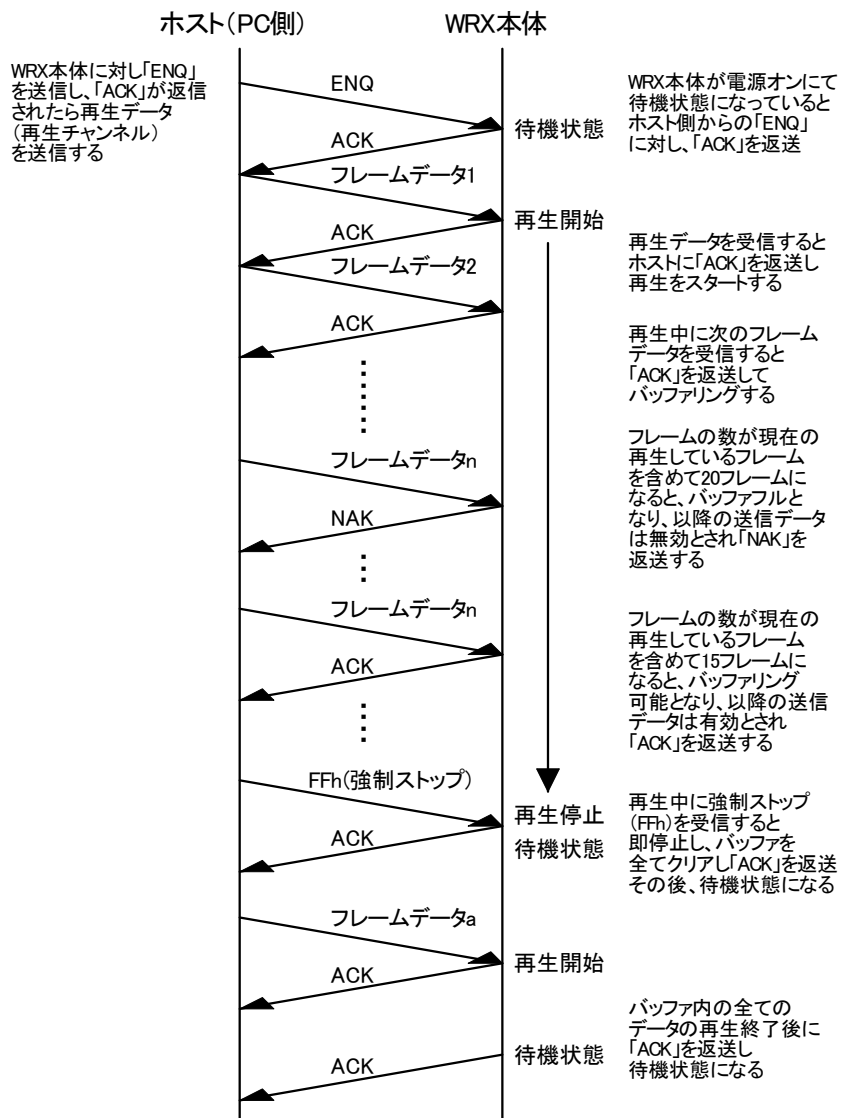 ホスト(PC側)
WRX本体
WRX本体に対し「ENQ」
を送信し、「ACK」が返信
されたら再生データ
(再生チャンネル)
を送信する
ENQ
待機状態
WRX本体が電源オンにて
待機状態になっていると
ホスト側からの「ENQ」
に対し、「ACK」を返送
ACK
フレームデータ1
再生開始
ACK
フレームデータ2
再生データを受信すると
ホストに「ACK」を返送し
再生をスタートする
ACK
再生中に次のフレーム
データを受信すると
「ACK」を返送して
バッファリングする
フレームデータn
NAK
フレームの数が現在の
再生しているフレーム
を含めて20フレームに
なると、バッファフルと
なり、以降の送信データ
は無効とされ「NAK」を
返送する
フレームデータn
ACK
フレームの数が現在の
再生しているフレーム
を含めて15フレームに
なると、バッファリング
可能となり、以降の送信
データは有効とされ
「ACK」を返送する
FFh(強制ストップ)
再生停止
待機状態
ACK
再生中に強制ストップ
(FFh)を受信すると
即停止し、バッファを
全てクリアし「ACK」を返送
その後、待機状態になる
フレームデータa
再生開始
ACK
待機状態
ACK
バッファ内の全ての
データの再生終了後に
「ACK」を返送し
待機状態になる